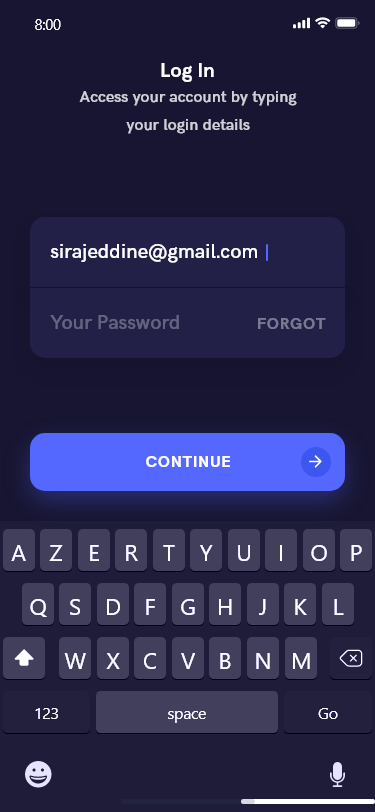 8:00
Log In
Access your account by typing
your login details
sirajeddine@gmail.com
Your Password FORGOT
CONTINUE
A Z E R T Y U I O P
Q S D F G H J K L
W X C V B N M
123 space Go